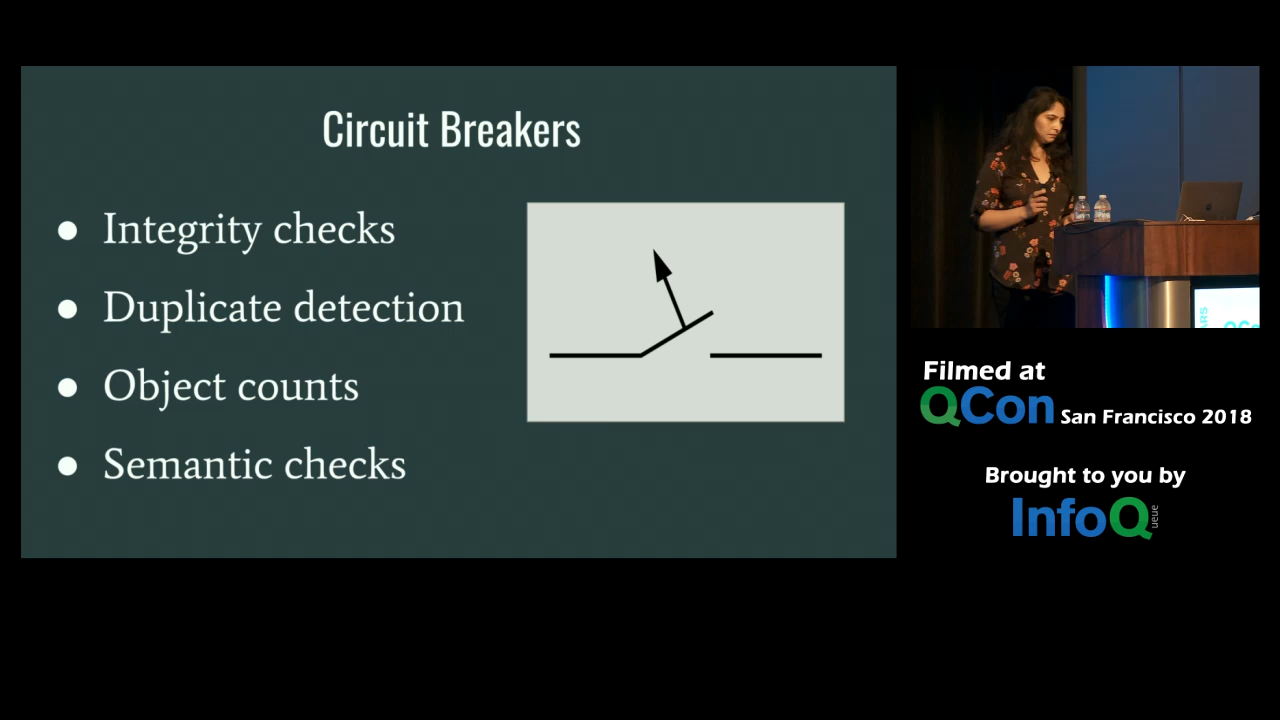 Circuit Breakers
● Integrity checks
● Duplicate detection
● Object counts
● Semantic checks
Filmed at
QCon San Francisco 2018
Brought to you by
InfoQ
ueue